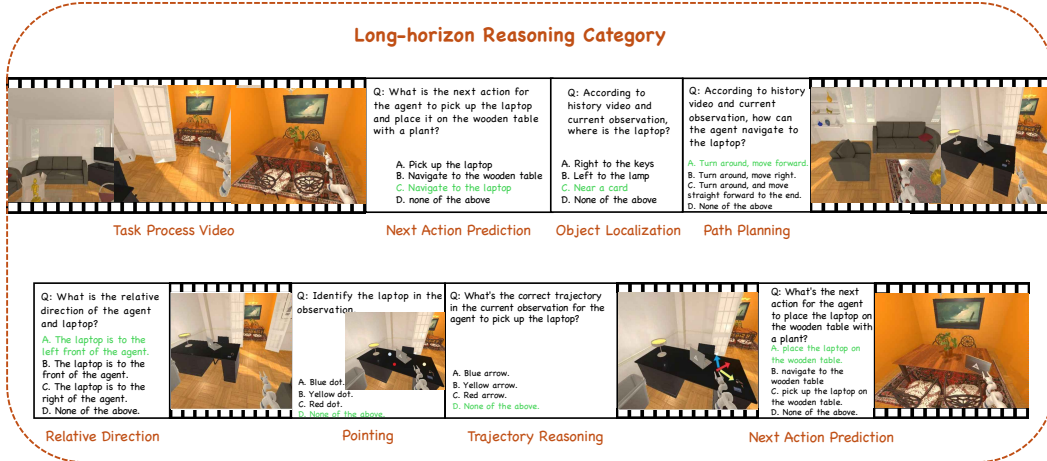 Long-horizon Reasoning Category
Q: What is the next action for
the agent to pick up the laptop
and place it on the wooden table
with a plant?
A. Pick up the laptop
B. Navigate to the wooden table
C. Navigate to the laptop
D. none of the above
Q: According to
history video and
current observation,
where is the laptop?
A. Right to the keys
B. Left to the lamp
C. Near a card
D. None of the above
Q: According to history
video and current
observation, how can
the agent navigate to
the laptop?
A. Turn around, move forward.
B. Turn around, move right.
C. Turn around, and move
straight forward to the end.
D. None of the above
Task Process Video
Next Action Prediction
Object Localization
Path Planning
Q: What is the relative
direction of the agent
and laptop?
A. The laptop is to the
left front of the agent.
B. The laptop is to the
front of the agent.
C. The laptop is to the
right of the agent.
D. None of the above.
Q: Identify the laptop in the
observation.
A. Blue dot.
B. Yellow dot.
C. Red dot.
D. None of the above.
Q: What's the correct trajectory
in the current observation for the
agent to pick up the laptop?
A. Blue arrow.
B. Yellow arrow.
C. Red arrow.
D. None of the above.
Q: What's the next
action for the agent
to place the laptop on
the wooden table with
a plant?
A. place the laptop on
the wooden table.
B. navigate to the
wooden table
C. pick up the laptop on
the wooden table.
D. None of the above.
Relative Direction
Pointing
Trajectory Reasoning
Next Action Prediction